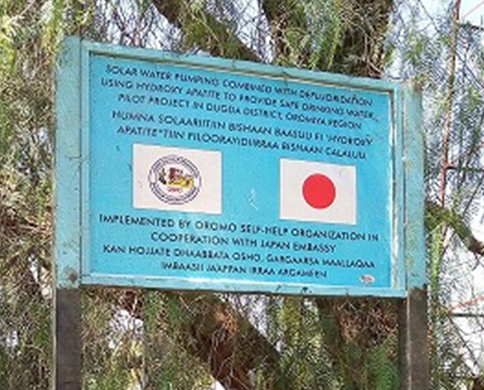 SOLAR WATER PUMPING COMBINED WITH DEFLUORIDATION
USING HYDROXY APATITE TO PROVIDE SAFE DRINKING WATER
PILOT PROJECT IN DUGDA DISTRICT, OROMIYA REGION
HUMNA SOLAARIITIIN BISHAAN BAASUU FI "HYDROXY
APATITE"TIIN FILOORAYIDIIRRAA BISHAAN CALALUU
IMPLEMENTED BY OROMO SELF-HELP ORGANIZATION IN
COOPERATION WITH JAPAN EMBASSY
KAN HOJJATE DHAABBATA OSHO, GARGAARSA MAALLAQAA
IMBAASII JAAPPAN IRRAA ARGAMEEN